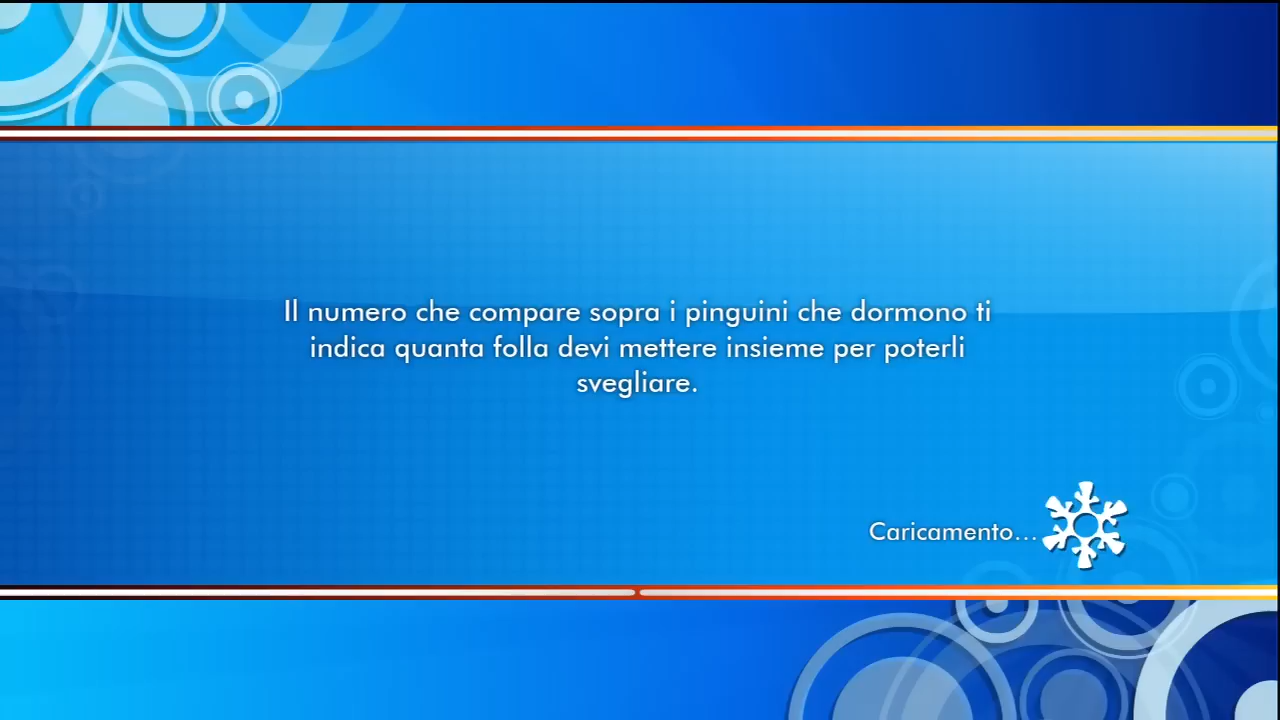 Il numero che compare sopra i pinguini che dormono ti
indica quanta folla devi mettere insieme per poterli
svegliare.
Caricamento...